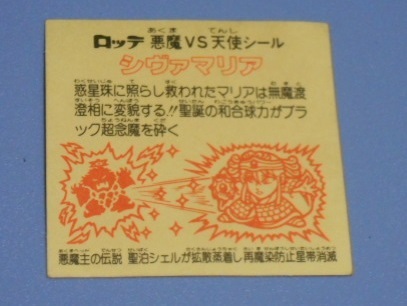 ロッテ 悪魔VS天使シール
シヴァマリア
惑星珠に照らし救われたマリアは無魔渡
澄相に変貌する!!聖誕の和合球力がブラ
ック超念魔を砕く
悪魔主の伝説 聖泊シェルが拡散蒸着し再魔染防止星帯消滅